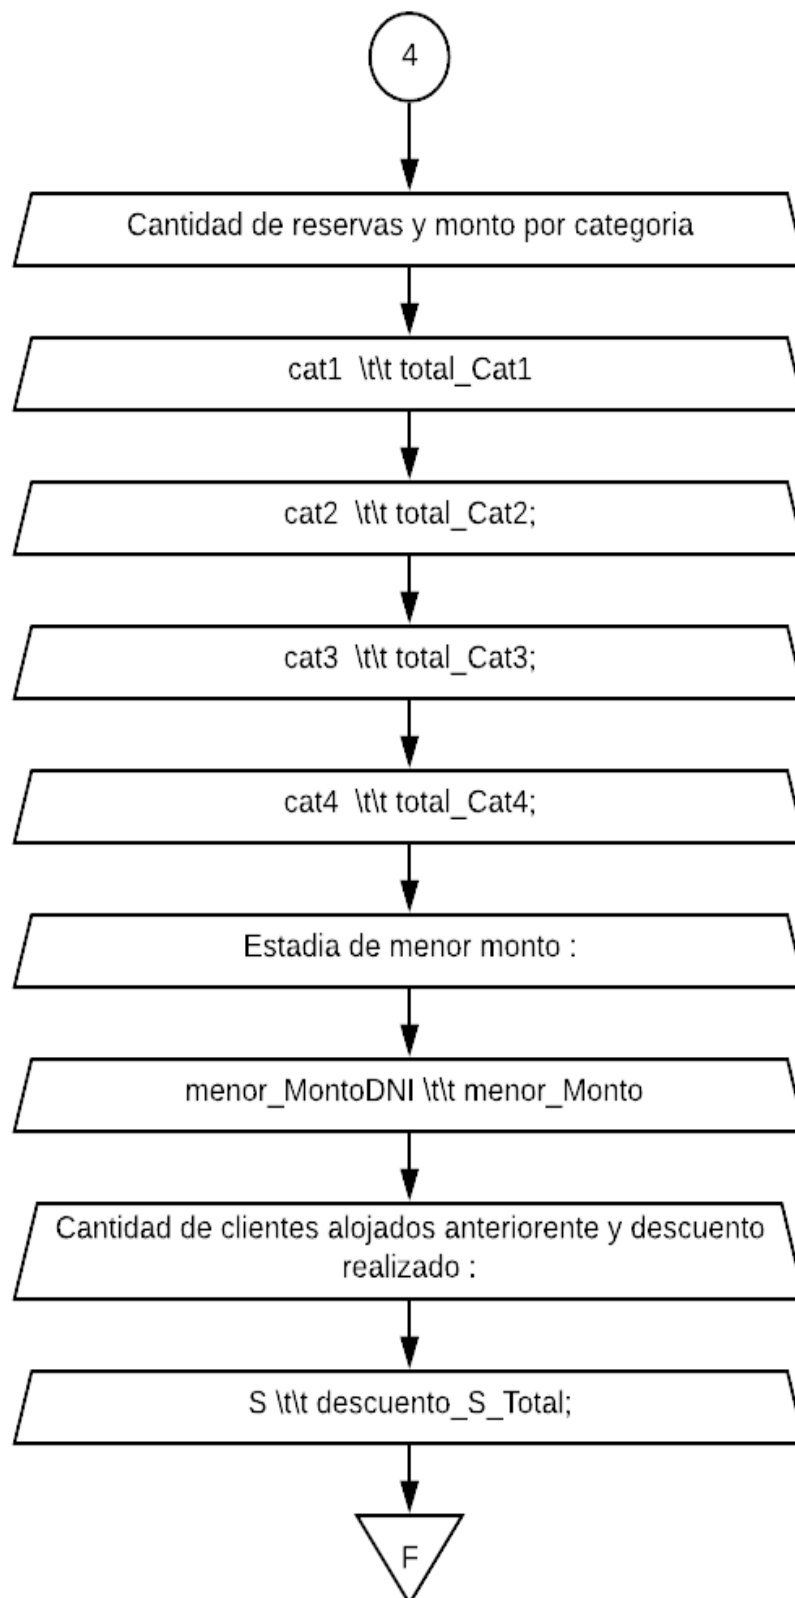 4
Cantidad de reservas y monto por categoria
cat1  \t\t total_Cat1
cat2  \t\t total_Cat2;
cat3  \t\t total_Cat3;
cat4  \t\t total_Cat4;
Estadia de menor monto :
menor_MontoDNI \t\t menor_Monto
Cantidad de clientes alojados anteriorente y descuento
realizado :
S \t\t descuento_S_Total;
F